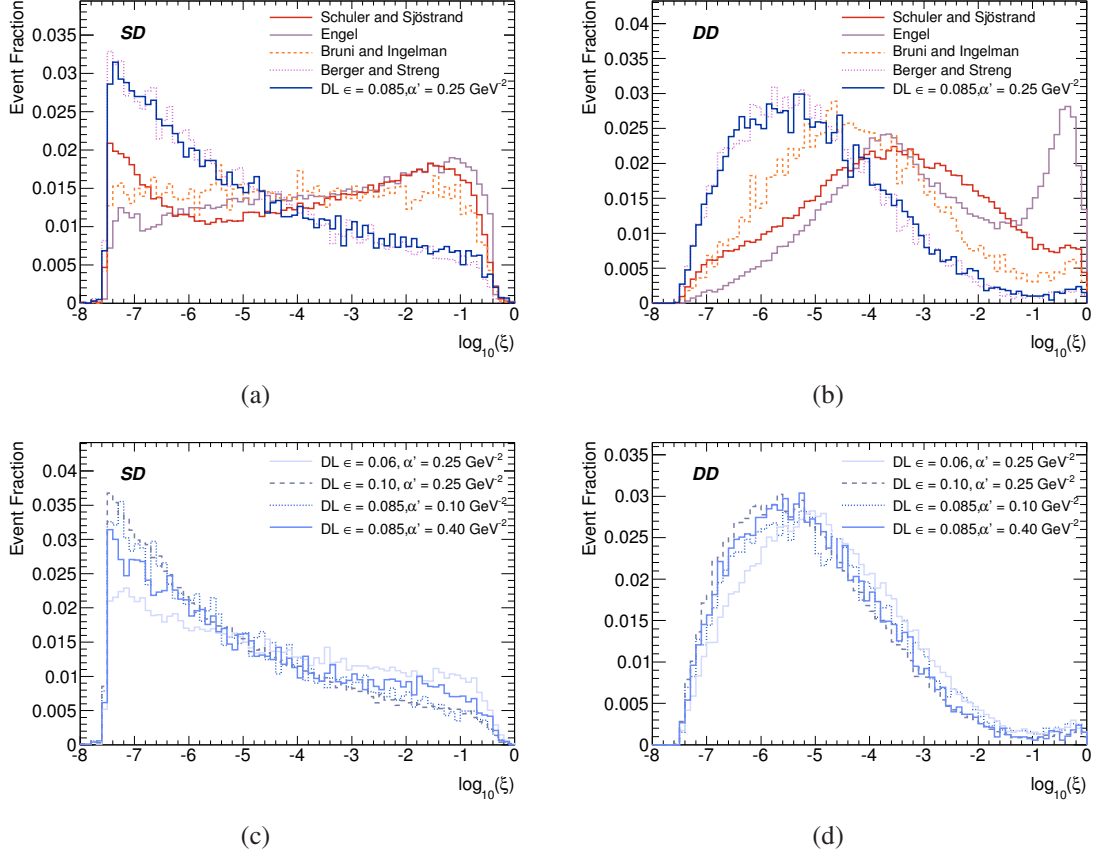 Event Fraction
SD
Schuler and Sjöstrand
Engel
Bruni and Ingelman
Berger and Streng
DL ϵ = 0.085,α' = 0.25 GeV⁻²
0.035
0.03
0.025
0.02
0.015
0.01
0.005
0
-8 -7 -6 -5 -4 -3 -2 -1 0
log₁₀(ξ)
(a)
Event Fraction
DD
Schuler and Sjöstrand
Engel
Bruni and Ingelman
Berger and Streng
DL ϵ = 0.085,α' = 0.25 GeV⁻²
0.04
0.035
0.03
0.025
0.02
0.015
0.01
0.005
0
-8 -7 -6 -5 -4 -3 -2 -1 0
log₁₀(ξ)
(b)
Event Fraction
SD
DL ϵ = 0.06, α' = 0.25 GeV⁻²
DL ϵ = 0.10, α' = 0.25 GeV⁻²
DL ϵ = 0.085,α' = 0.10 GeV⁻²
DL ϵ = 0.085,α' = 0.40 GeV⁻²
0.04
0.035
0.03
0.025
0.02
0.015
0.01
0.005
0
-8 -7 -6 -5 -4 -3 -2 -1 0
log₁₀(ξ)
(c)
Event Fraction
DD
DL ϵ = 0.06, α' = 0.25 GeV⁻²
DL ϵ = 0.10, α' = 0.25 GeV⁻²
DL ϵ = 0.085,α' = 0.10 GeV⁻²
DL ϵ = 0.085,α' = 0.40 GeV⁻²
0.035
0.03
0.025
0.02
0.015
0.01
0.005
0
-8 -7 -6 -5 -4 -3 -2 -1 0
log₁₀(ξ)
(d)